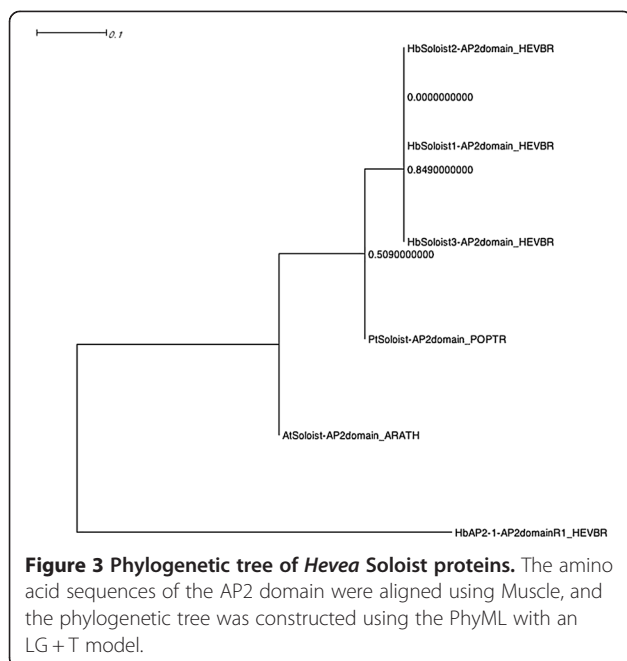 0.1
HbSoloist2-AP2domain_HEVBR
0.0000000000
HbSoloist1-AP2domain_HEVBR
0.8490000000
HbSoloist3-AP2domain_HEVBR
0.5090000000
PtSoloist-AP2domain_POPTR
AtSoloist-AP2domain_ARATH
HbAP2-1-AP2domainR1_HEVBR
Figure 3 Phylogenetic tree of Hevea Soloist proteins. The amino
acid sequences of the AP2 domain were aligned using Muscle, and
the phylogenetic tree was constructed using the PhyML with an
LG + T model.